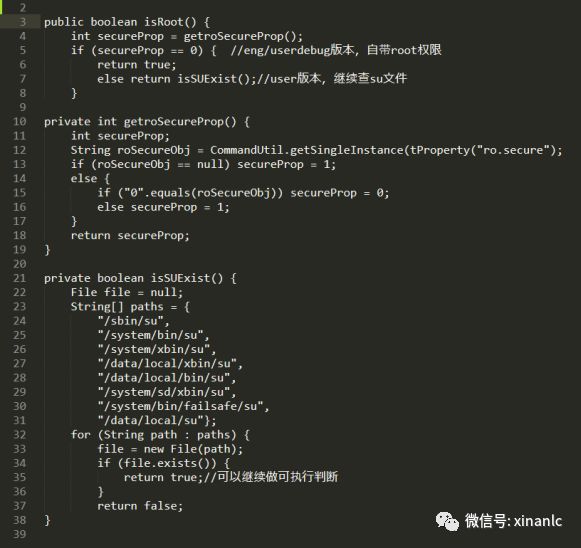 2
3 public boolean isRoot() {
4     int secureProp = getroSecureProp();
5     if (secureProp == 0) {  //eng/userdebug版本, 自带root权限
6         return true;
7         else return isSUExist();//user版本, 继续查su文件
8     }
9
10 private int getroSecureProp() {
11     int secureProp;
12     String roSecureObj = CommandUtil.getSingleInstance(tProperty("ro.secure");
13     if (roSecureObj == null) secureProp = 1;
14     else {
15         if ("0".equals(roSecureObj)) secureProp = 0;
16         else secureProp = 1;
17     }
18     return secureProp;
19 }
20
21 private boolean isSUExist() {
22     File file = null;
23     String[] paths = {
24         "/sbin/su",
25         "/system/bin/su",
26         "/system/xbin/su",
27         "/data/local/xbin/su",
28         "/data/local/bin/su",
29         "/system/sd/xbin/su",
30         "/system/bin/failsafe/su",
31         "/data/local/su"};
32     for (String path : paths) {
33         file = new File(path);
34         if (file.exists()) {
35             return true;//可以继续做可执行判断
36         }
37         return false;
38 }
39
微信号: xinanlc